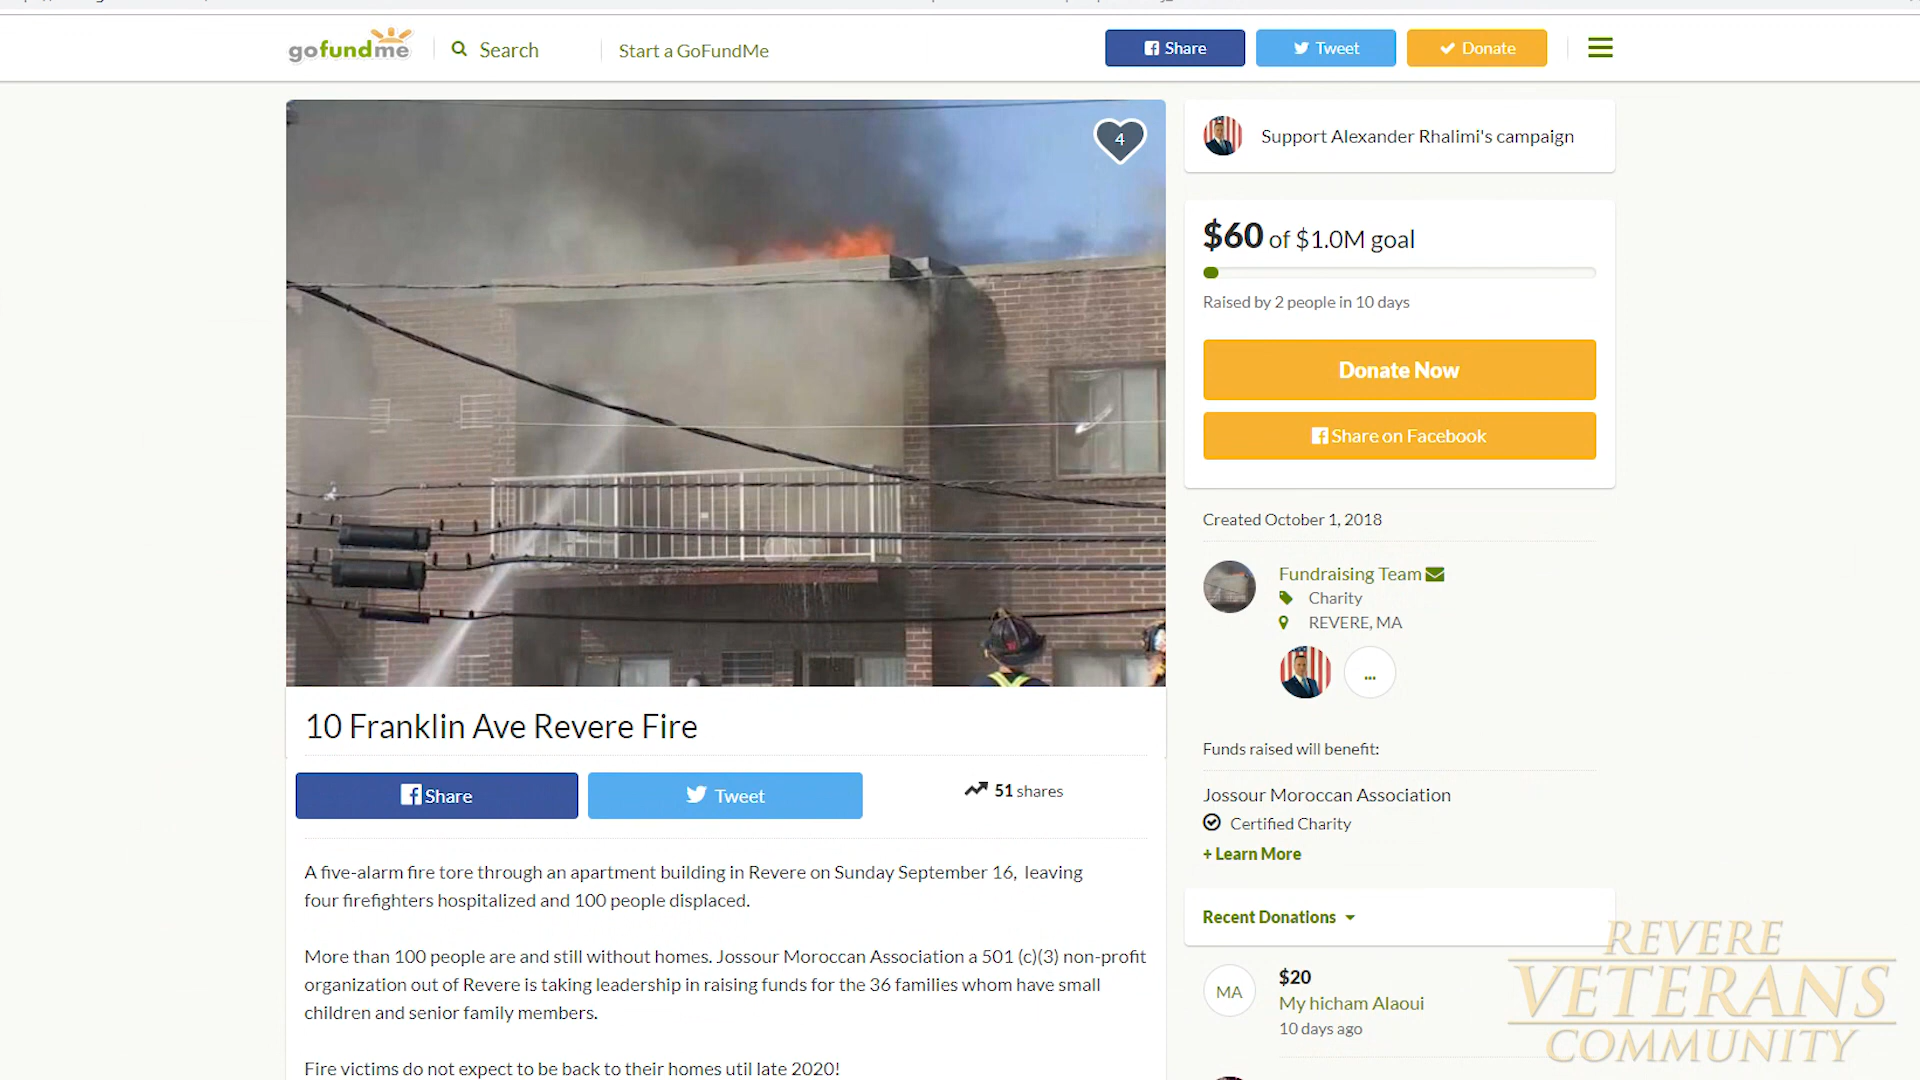 gofundme
Search
Start a GoFundMe
Share
Tweet
Donate
4
Support Alexander Rhalimi's campaign
$60 of $1.0M goal
Raised by 2 people in 10 days
Donate Now
Share on Facebook
Created October 1, 2018
Fundraising Team
Charity
REVERE, MA
...
Funds raised will benefit:
Jossour Moroccan Association
Certified Charity
+ Learn More
Recent Donations
MA
$20
My hicham Alaoui
10 days ago
10 Franklin Ave Revere Fire
Share
Tweet
51 shares
A five-alarm fire tore through an apartment building in Revere on Sunday September 16, leaving
four firefighters hospitalized and 100 people displaced.
More than 100 people are and still without homes. Jossour Moroccan Association a 501 (c)(3) non-profit
organization out of Revere is taking leadership in raising funds for the 36 families whom have small
children and senior family members.
Fire victims do not expect to be back to their homes util late 2020!
REVERE
VETERANS
COMMUNITY